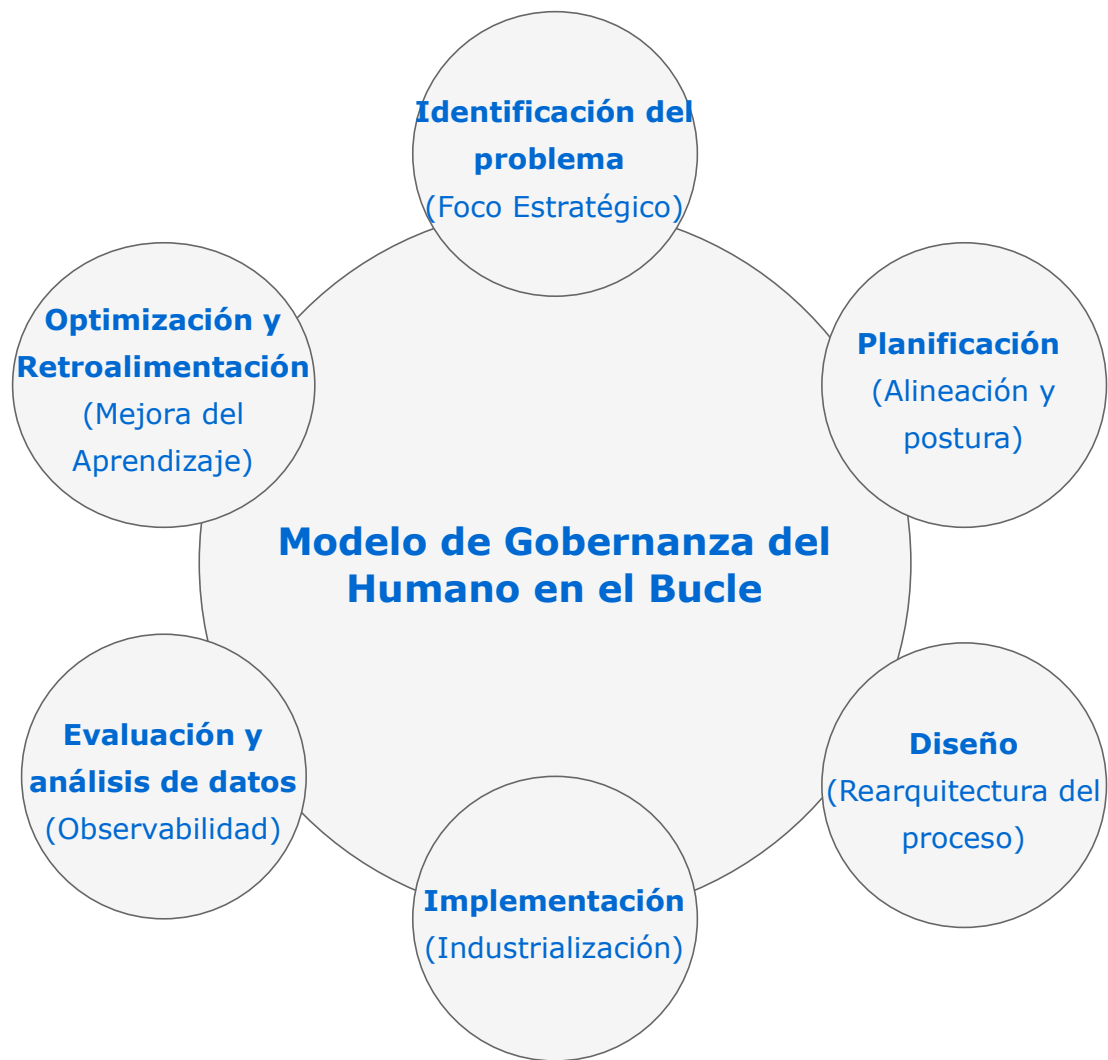 Identificación del
problema
(Foco Estratégico)
Planificación
(Alineación y
postura)
Diseño
(Rearquitectura del
proceso)
Implementación
(Industrialización)
Evaluación y
análisis de datos
(Observabilidad)
Optimización y
Retroalimentación
(Mejora del
Aprendizaje)
Modelo de Gobernanza del
Humano en el Bucle